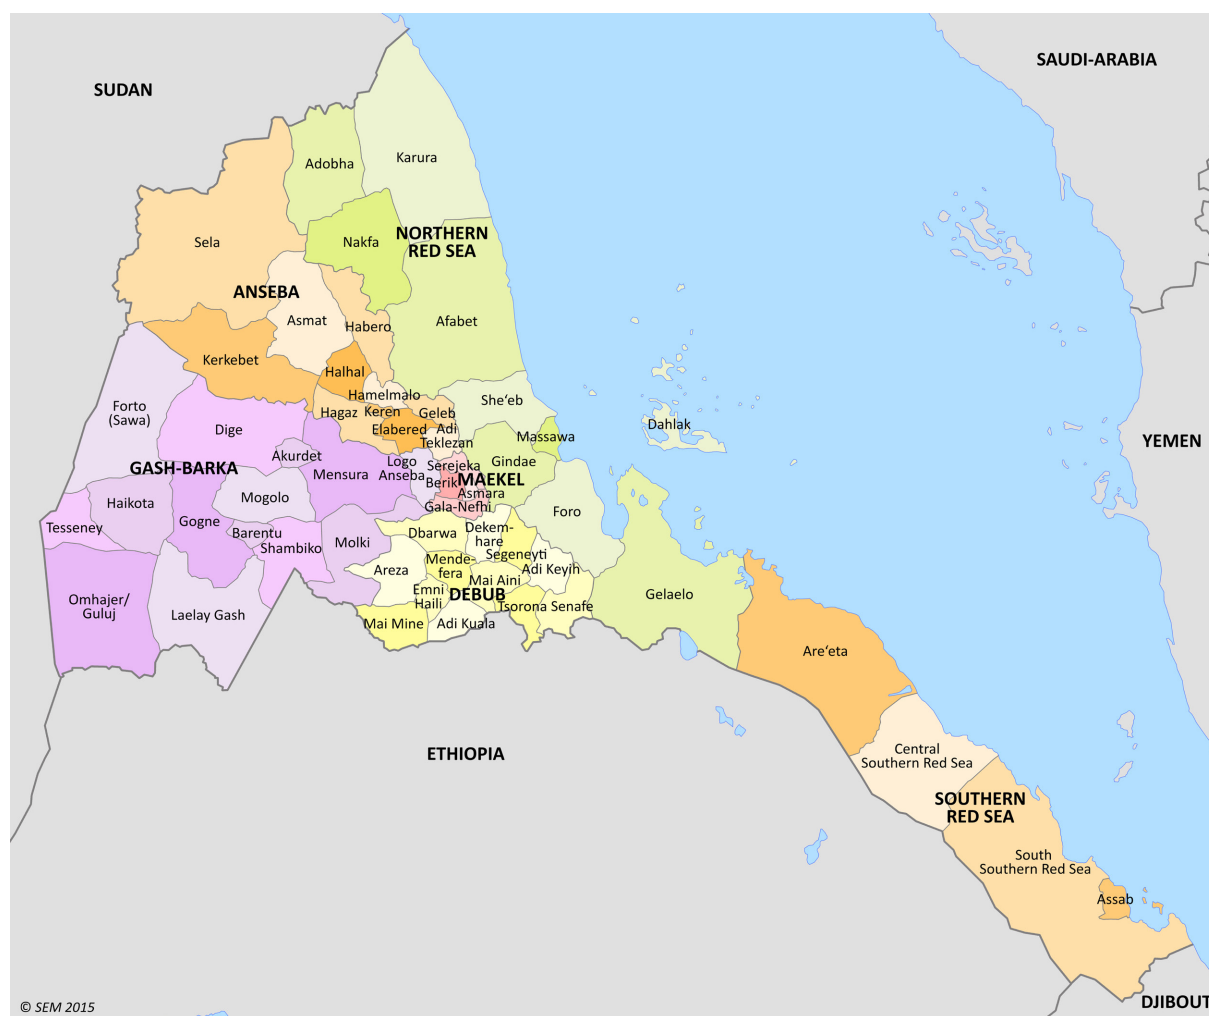 SUDAN
SAUDI-ARABIA
Adobha
Karura
Sela
Nakfa
NORTHERN
RED SEA
ANSEBA
Asmat
Habero
Afabet
Kerkebet
Halhal
Hamelmalo
She‘eb
Forto
(Sawa)
Hagaz
Keren
Geleb
Dige
Elabered
Adi
Teklezan
Massawa
Dahlak
YEMEN
Akurdet
GASH-BARKA
Mensura
Logo
Anseba
Serejeka
Gindae
MAEKEL
Berik
Asmara
Mogolo
Haikota
Gala-Nefhi
Foro
Tesseney
Gogne
Barentu
Shambiko
Molki
Dbarwa
Dekem-
hare
Segeneyti
Areza
Mende-
fera
Adi Keyih
Mai Aini
Emni
Haili
DEBUB
Gelaelo
Omhajer/
Guluj
Laelay Gash
Tsorona
Senafe
Mai Mine
Adi Kuala
Are‘eta
ETHIOPIA
Central
Southern Red Sea
SOUTHERN
RED SEA
South
Southern Red Sea
Assab
DJIBOUT
© SEM 2015